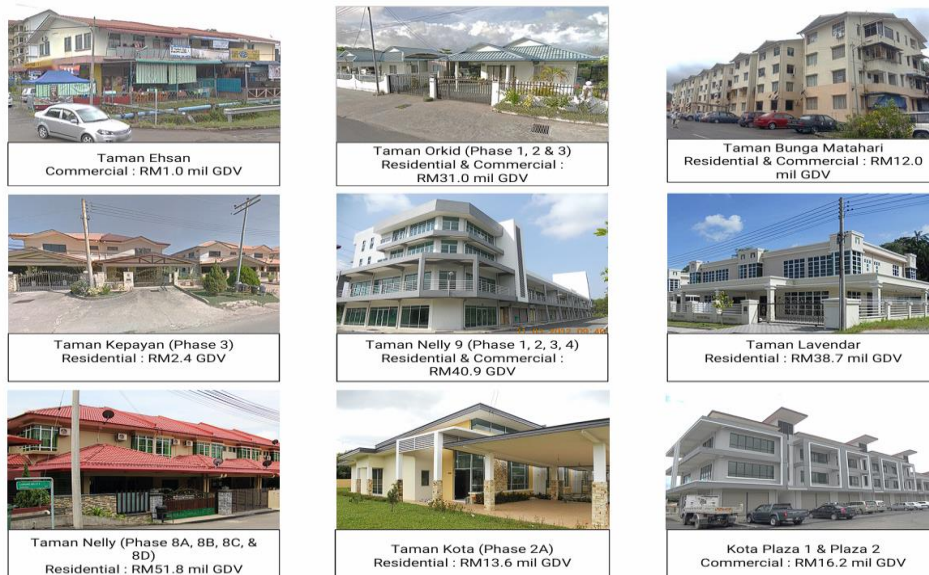 Taman Ehsan
Commercial : RM1.0 mil GDV
Taman Orkid (Phase 1, 2 & 3)
Residential & Commercial :
RM31.0 mil GDV
Taman Bunga Matahari
Residential & Commercial : RM12.0
mil GDV
Taman Kepayan (Phase 3)
Residential : RM2.4 GDV
Taman Nelly 9 (Phase 1, 2, 3, 4)
Residential & Commercial :
RM40.9 GDV
Taman Lavendar
Residential : RM38.7 mil GDV
Taman Nelly (Phase 8A, 8B, 8C, &
8D)
Residential : RM51.8 mil GDV
Taman Kota (Phase 2A)
Residential : RM13.6 mil GDV
Kota Plaza 1 & Plaza 2
Commercial : RM16.2 mil GDV